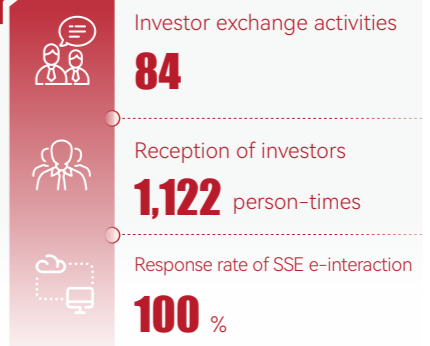 Investor exchange activities
84
Reception of investors
1,122 person-times
Response rate of SSE e-interaction
100 %